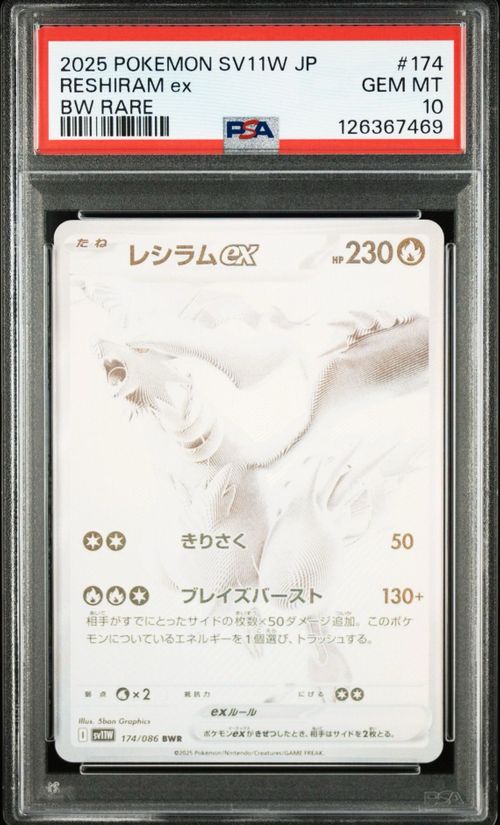 2025 POKEMON SV11W JP #174
RESHIRAM ex GEM MT
BW RARE 10
PSA 126367469
たね
レシラムex HP 230
きりさく 50
ブレイズバースト 130+
相手がすでにとったサイドの枚数×50ダメージ追加。このポケ
モンについているエネルギーを1個選び、トラッシュする。
弱点 ×2 抵抗力 にげる
exルール
ポケモンexがきぜつしたとき、相手はサイドを2枚とる。
Illus. 5ban Graphics
I sv11W 174/086 BWR
©2025 Pokémon/Nintendo/Creatures/GAME FREAK.
PSA